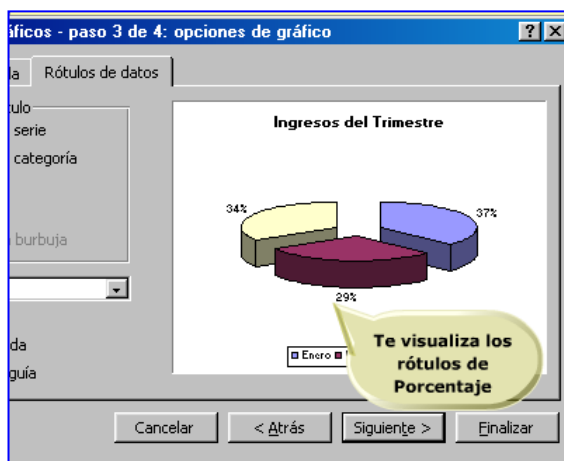 áficos - paso 3 de 4: opciones de gráfico
da Rótulos de datos
tulo
serie
categoría
burbuja
da
guía
Ingresos del Trimestre
34%
37%
29%
Enero
Te visualiza los
rótulos de
Porcentaje
Cancelar
< Atrás
Siguiente >
Finalizar